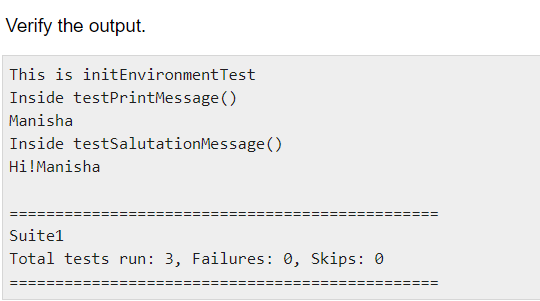 Verify the output.
This is initEnvironmentTest
Inside testPrintMessage()
Manisha
Inside testSalutationMessage()
Hi!Manisha
===============================================
Suite1
Total tests run: 3, Failures: 0, Skips: 0
===============================================